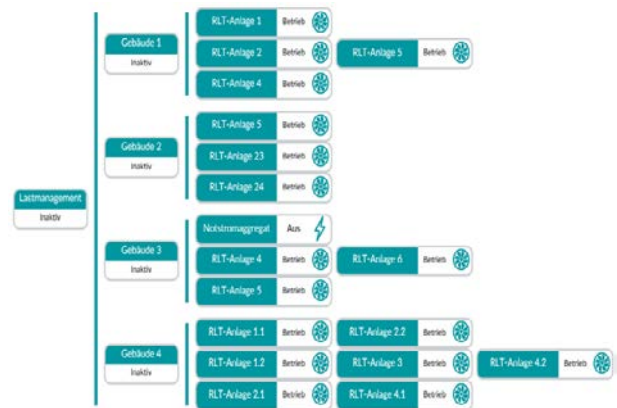 Lastmanagement
Inaktiv
Gebäude 1
Inaktiv
RLT-Anlage 1 Betrieb
RLT-Anlage 2 Betrieb RLT-Anlage 5 Betrieb
RLT-Anlage 4 Betrieb
Gebäude 2
Inaktiv
RLT-Anlage 5 Betrieb
RLT-Anlage 23 Betrieb
RLT-Anlage 24 Betrieb
Gebäude 3
Inaktiv
Notstromaggregat Aus
RLT-Anlage 4 Betrieb RLT-Anlage 6 Betrieb
RLT-Anlage 5 Betrieb
Gebäude 4
Inaktiv
RLT-Anlage 1.1 Betrieb RLT-Anlage 2.2 Betrieb
RLT-Anlage 1.2 Betrieb RLT-Anlage 3 Betrieb RLT-Anlage 4.2 Betrieb
RLT-Anlage 2.1 Betrieb RLT-Anlage 4.1 Betrieb